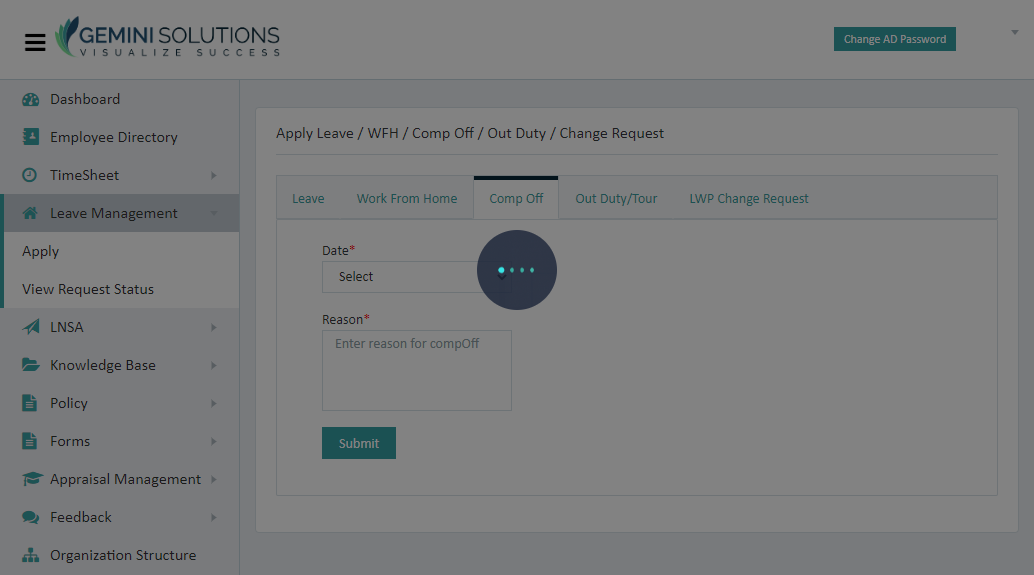 GEMINI SOLUTIONS
VISUALIZE SUCCESS
Change AD Password
Dashboard
Employee Directory
TimeSheet
Leave Management
Apply
View Request Status
LNSA
Knowledge Base
Policy
Forms
Appraisal Management
Feedback
Organization Structure
Apply Leave / WFH / Comp Off / Out Duty / Change Request
Leave Work From Home Comp Off Out Duty/Tour LWP Change Request
Date*
Select
Reason*
Enter reason for compOff
Submit